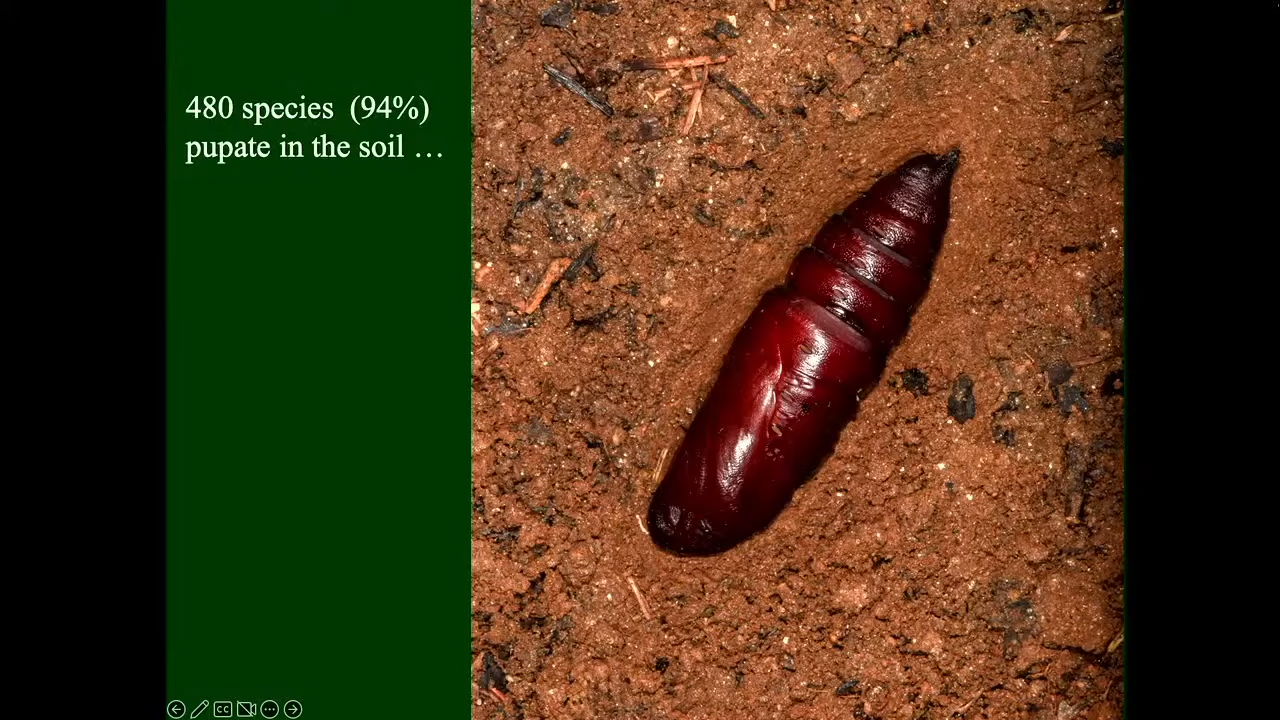 480 species (94%)
pupate in the soil …